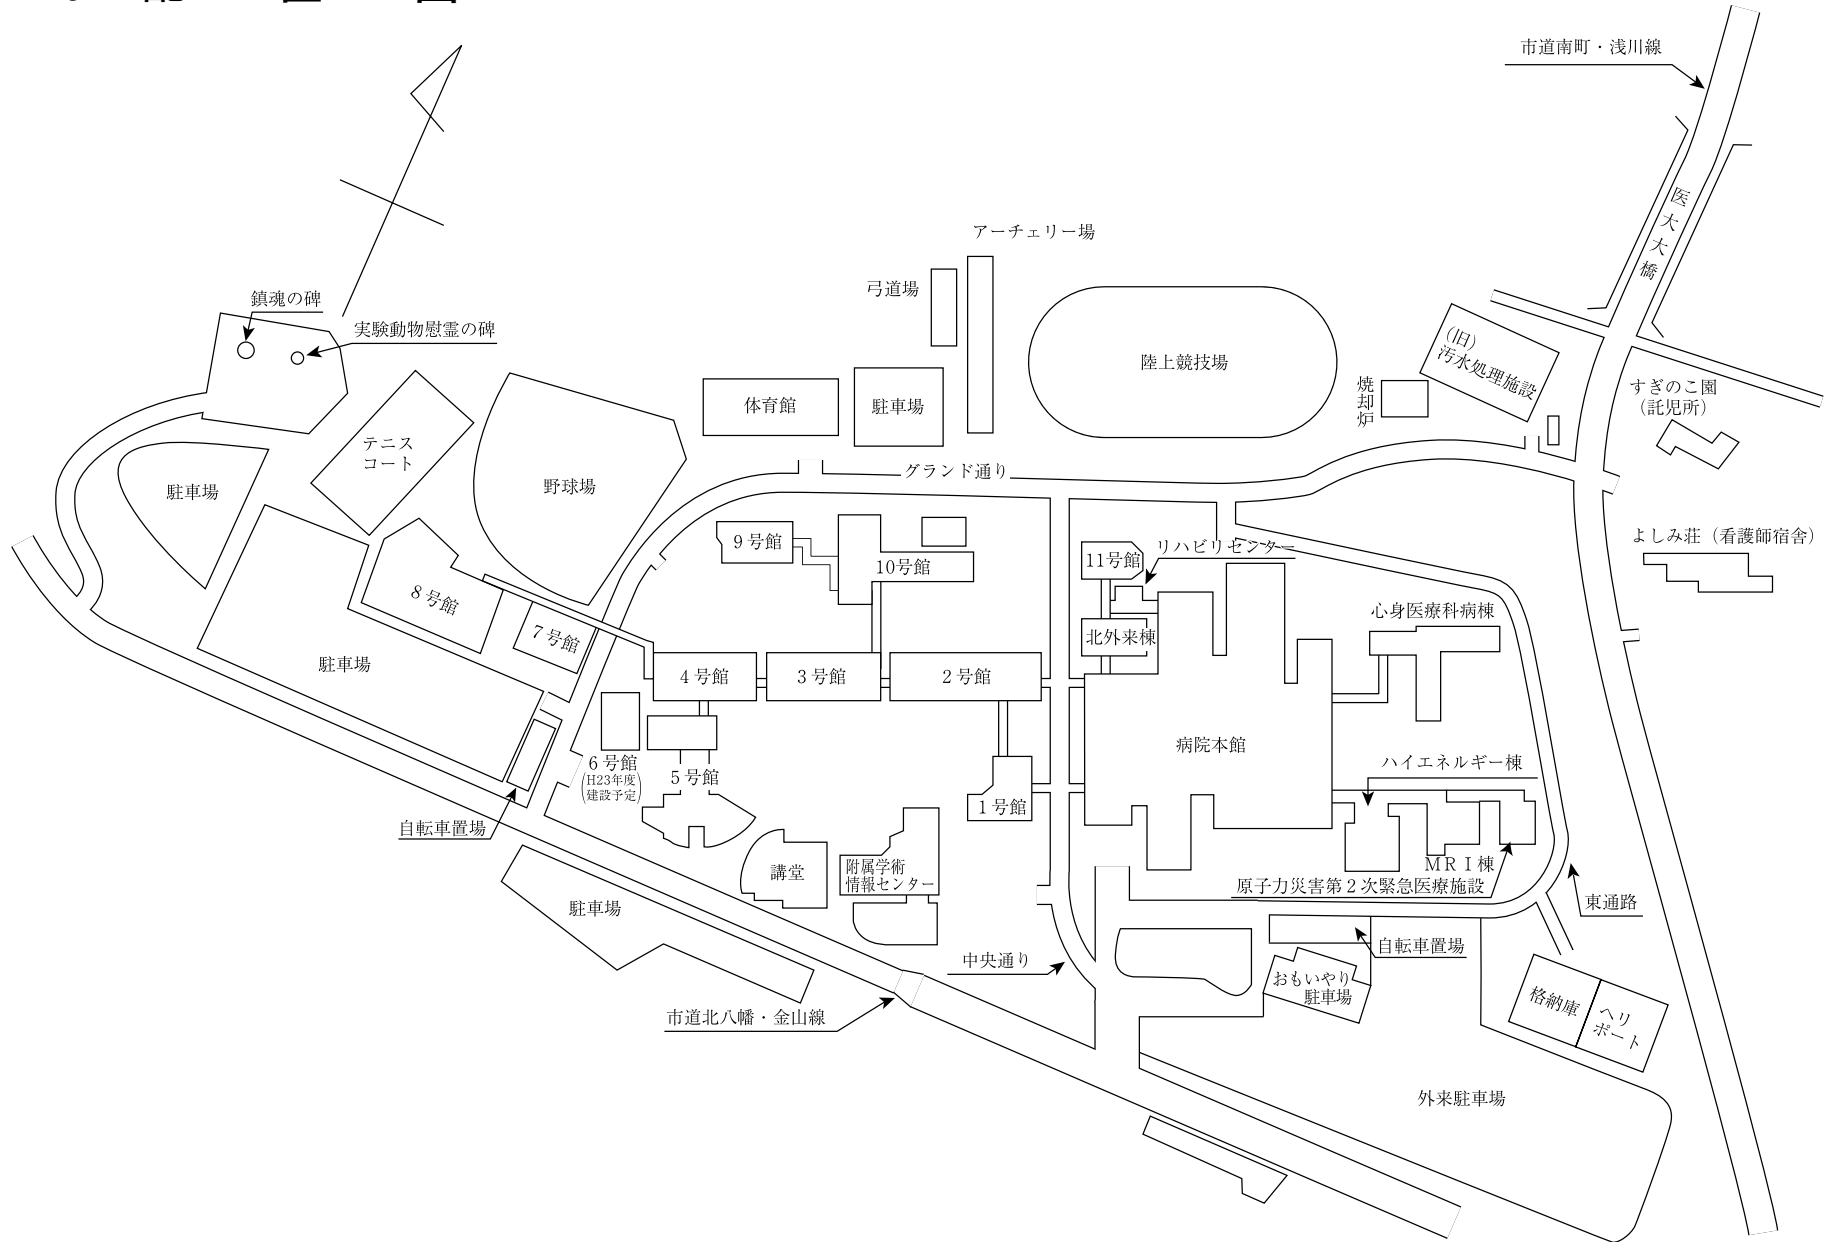 市道南町・浅川線
医大大橋
アーチェリー場
弓道場
鎮魂の碑
実験動物慰霊の碑
陸上競技場
(旧)
汚水処理施設
焼却炉
すぎのこ園
（託児所）
体育館
駐車場
テニス
コート
グランド通り
駐車場
野球場
よしみ荘（看護師宿舎）
９号館
10号館
11号館
リハビリセンター
８号館
７号館
北外来棟
心身医療科病棟
駐車場
４号館
３号館
２号館
病院本館
６号館
(H23年度
建設予定)
５号館
ハイエネルギー棟
１号館
自転車置場
ＭＲＩ棟
講堂
附属学術
情報センター
原子力災害第２次緊急医療施設
駐車場
東通路
中央通り
自転車置場
おもいやり
駐車場
格納庫
ヘリ
ポート
市道北八幡・金山線
外来駐車場